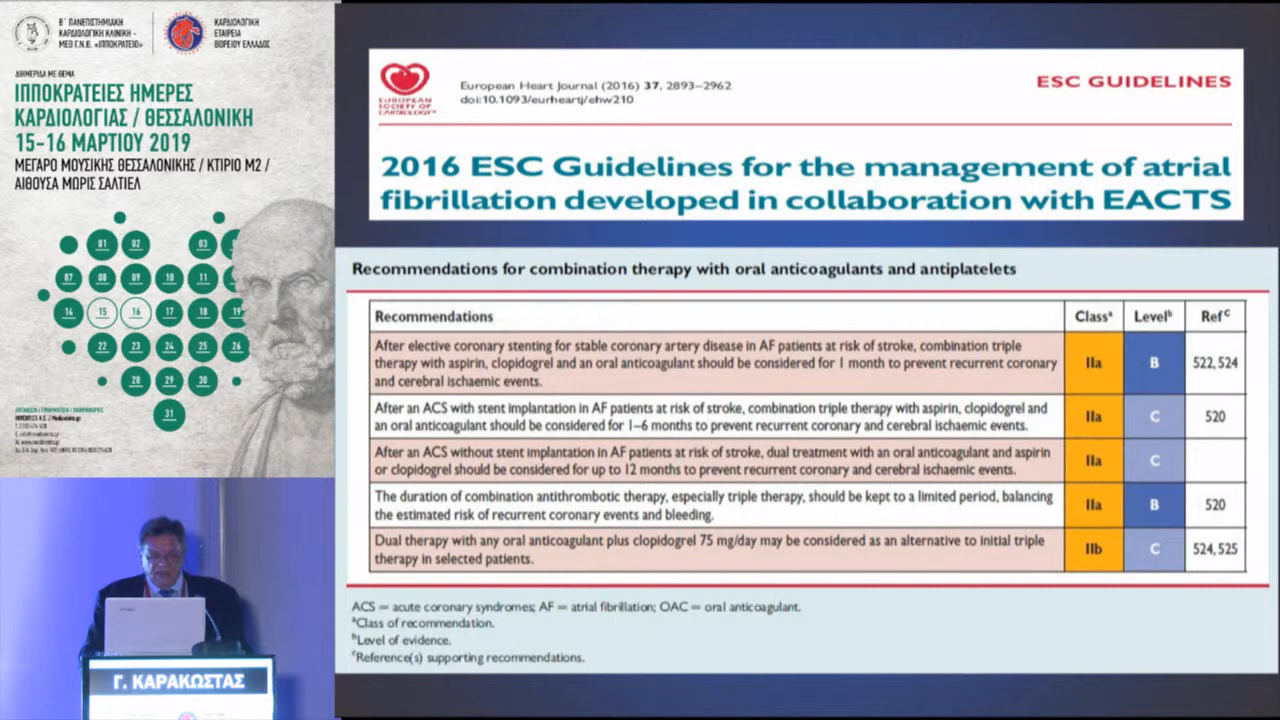 Β΄ ΠΑΝΕΠΙΣΤΗΜΙΑΚΗ
ΚΑΡΔΙΟΛΟΓΙΚΗ ΚΛΙΝΙΚΗ -
ΜΕΘ Γ.Ν.Θ. «ΙΠΠΟΚΡΑΤΕΙΟ»
ΚΑΡΔΙΟΛΟΓΙΚΗ
ΕΤΑΙΡΕΙΑ
ΒΟΡΕΙΟΥ ΕΛΛΑΔΟΣ
ΔΙΗΜΕΡΙΔΑ ΜΕ ΘΕΜΑ
ΙΠΠΟΚΡΑΤΕΙΕΣ ΗΜΕΡΕΣ
ΚΑΡΔΙΟΛΟΓΙΑΣ / ΘΕΣΣΑΛΟΝΙΚΗ
15-16 ΜΑΡΤΙΟΥ 2019
ΜΕΓΑΡΟ ΜΟΥΣΙΚΗΣ ΘΕΣΣΑΛΟΝΙΚΗΣ / ΚΤΙΡΙΟ Μ2 /
ΑΙΘΟΥΣΑ ΜΩΡΙΣ ΣΑΛΤΙΕΛ
01 02 03
07 08 09 10 11
14 15 16 17 18 19
22 23 24 25 26
28 29 30
31
Γ. ΚΑΡΑΚΩΣΤΑΣ
EUROPEAN
SOCIETY OF
CARDIOLOGY®
European Heart Journal (2016) 37, 2893–2962
doi:10.1093/eurheartj/ehw210
ESC GUIDELINES
2016 ESC Guidelines for the management of atrial
fibrillation developed in collaboration with EACTS
Recommendations for combination therapy with oral anticoagulants and antiplatelets
Recommendations Classᵃ Levelᵇ Refᶜ
After elective coronary stenting for stable coronary artery disease in AF patients at risk of stroke, combination triple
therapy with aspirin, clopidogrel and an oral anticoagulant should be considered for 1 month to prevent recurrent coronary
and cerebral ischaemic events.
IIa B 522, 524
After an ACS with stent implantation in AF patients at risk of stroke, combination triple therapy with aspirin, clopidogrel and
an oral anticoagulant should be considered for 1–6 months to prevent recurrent coronary and cerebral ischaemic events.
IIa C 520
After an ACS without stent implantation in AF patients at risk of stroke, dual treatment with an oral anticoagulant and aspirin
or clopidogrel should be considered for up to 12 months to prevent recurrent coronary and cerebral ischaemic events.
IIa C
The duration of combination antithrombotic therapy, especially triple therapy, should be kept to a limited period, balancing
the estimated risk of recurrent coronary events and bleeding.
IIa B 520
Dual therapy with any oral anticoagulant plus clopidogrel 75 mg/day may be considered as an alternative to initial triple
therapy in selected patients.
IIb C 524, 525
ACS = acute coronary syndromes; AF = atrial fibrillation; OAC = oral anticoagulant.
ᵃClass of recommendation.
ᵇLevel of evidence.
ᶜReference(s) supporting recommendations.